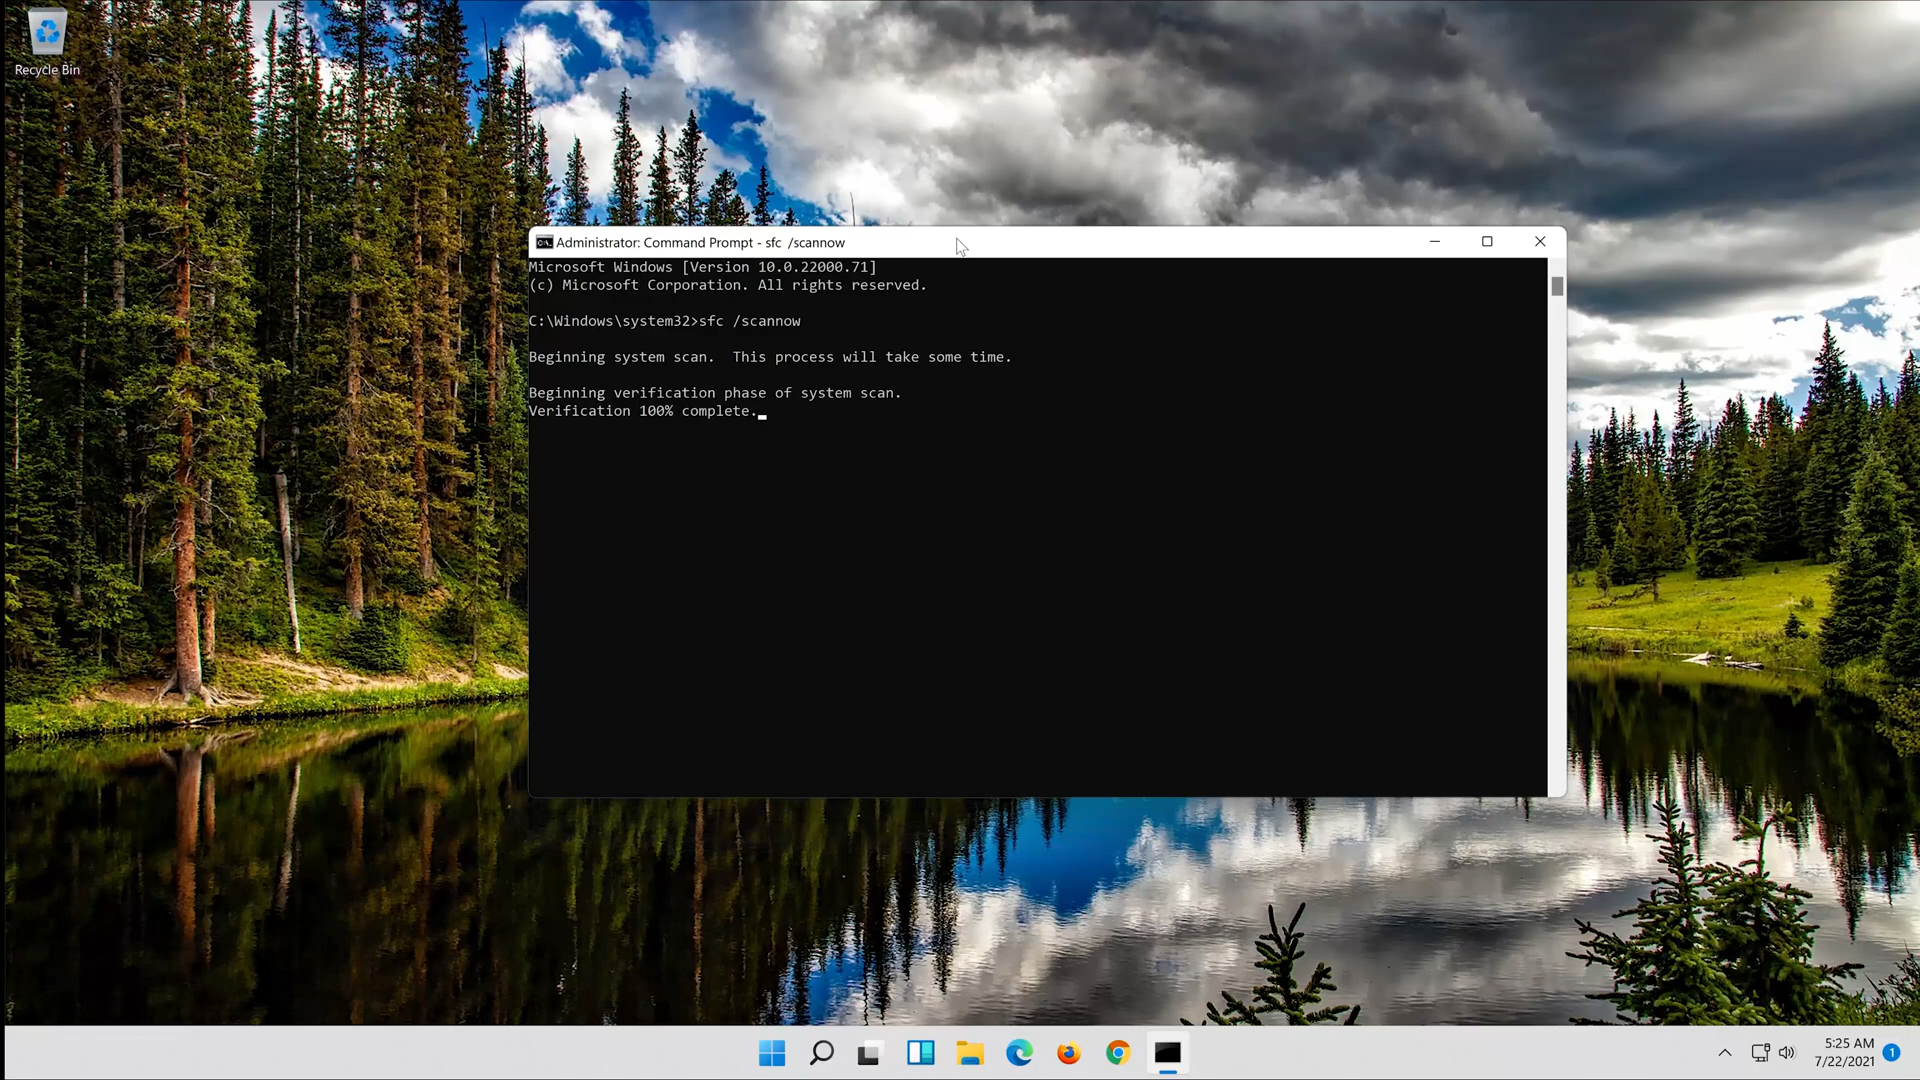 Recycle Bin
Administrator: Command Prompt - sfc  /scannow
Microsoft Windows [Version 10.0.22000.71]
(c) Microsoft Corporation. All rights reserved.
C:\Windows\system32>sfc /scannow
Beginning system scan.  This process will take some time.
Beginning verification phase of system scan.
Verification 100% complete.
5:25 AM
7/22/2021
1